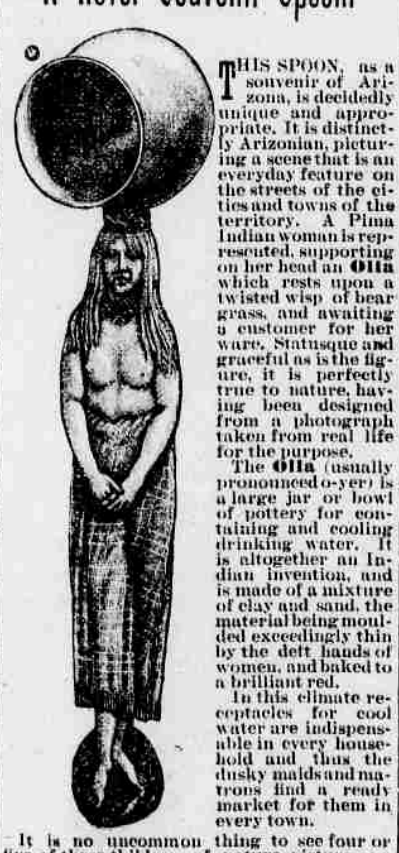 A Novel Souvenir Spoon.
THIS SPOON, as a
souvenir of Ari-
zona, is decidedly
unique and appro-
priate. It is distinct-
ly Arizonian, pictur-
ing a scene that is an
everyday feature on
the streets of the ci-
ties and towns of the
territory. A Pima
Indian woman is rep-
resented, supporting
on her head an Olla
which rests upon a
twisted wisp of bear
grass, and awaiting
a customer for her
ware. Statusque and
graceful as is the fig-
ure, it is perfectly
true to nature, hav-
ing been designed
from a photograph
taken from real life
for the purpose.
The Olla (usually
pronounced o-yer) is
a large jar or bowl
of pottery for con-
taining and cooling
drinking water. It
is altogether an In-
dian invention, and
is made of a mixture
of clay and sand, the
material being moul-
ded exceedingly thin
by the deft hands of
women, and baked to
a brilliant red.
In this climate re-
ceptacles for cool
water are indispens-
able in every house-
hold and thus the
dusky maids and ma-
trons find a ready
market for them in
every town.
It is no uncommon thing to see four or